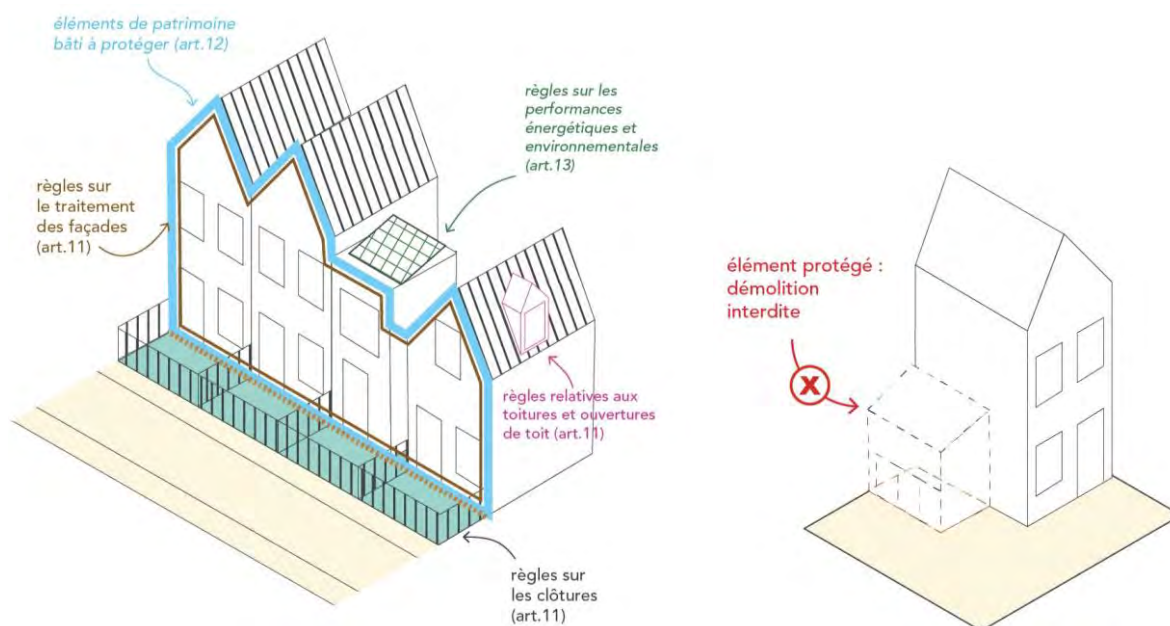 éléments de patrimoine
bâti à protéger (art.12)
règles sur les
performances
énergétiques et
environnementales
(art.13)
règles sur
le traitement
des façades
(art.11)
règles relatives aux
toitures et ouvertures
de toit (art.11)
règles sur
les clôtures
(art.11)
élément protégé :
démolition
interdite
X